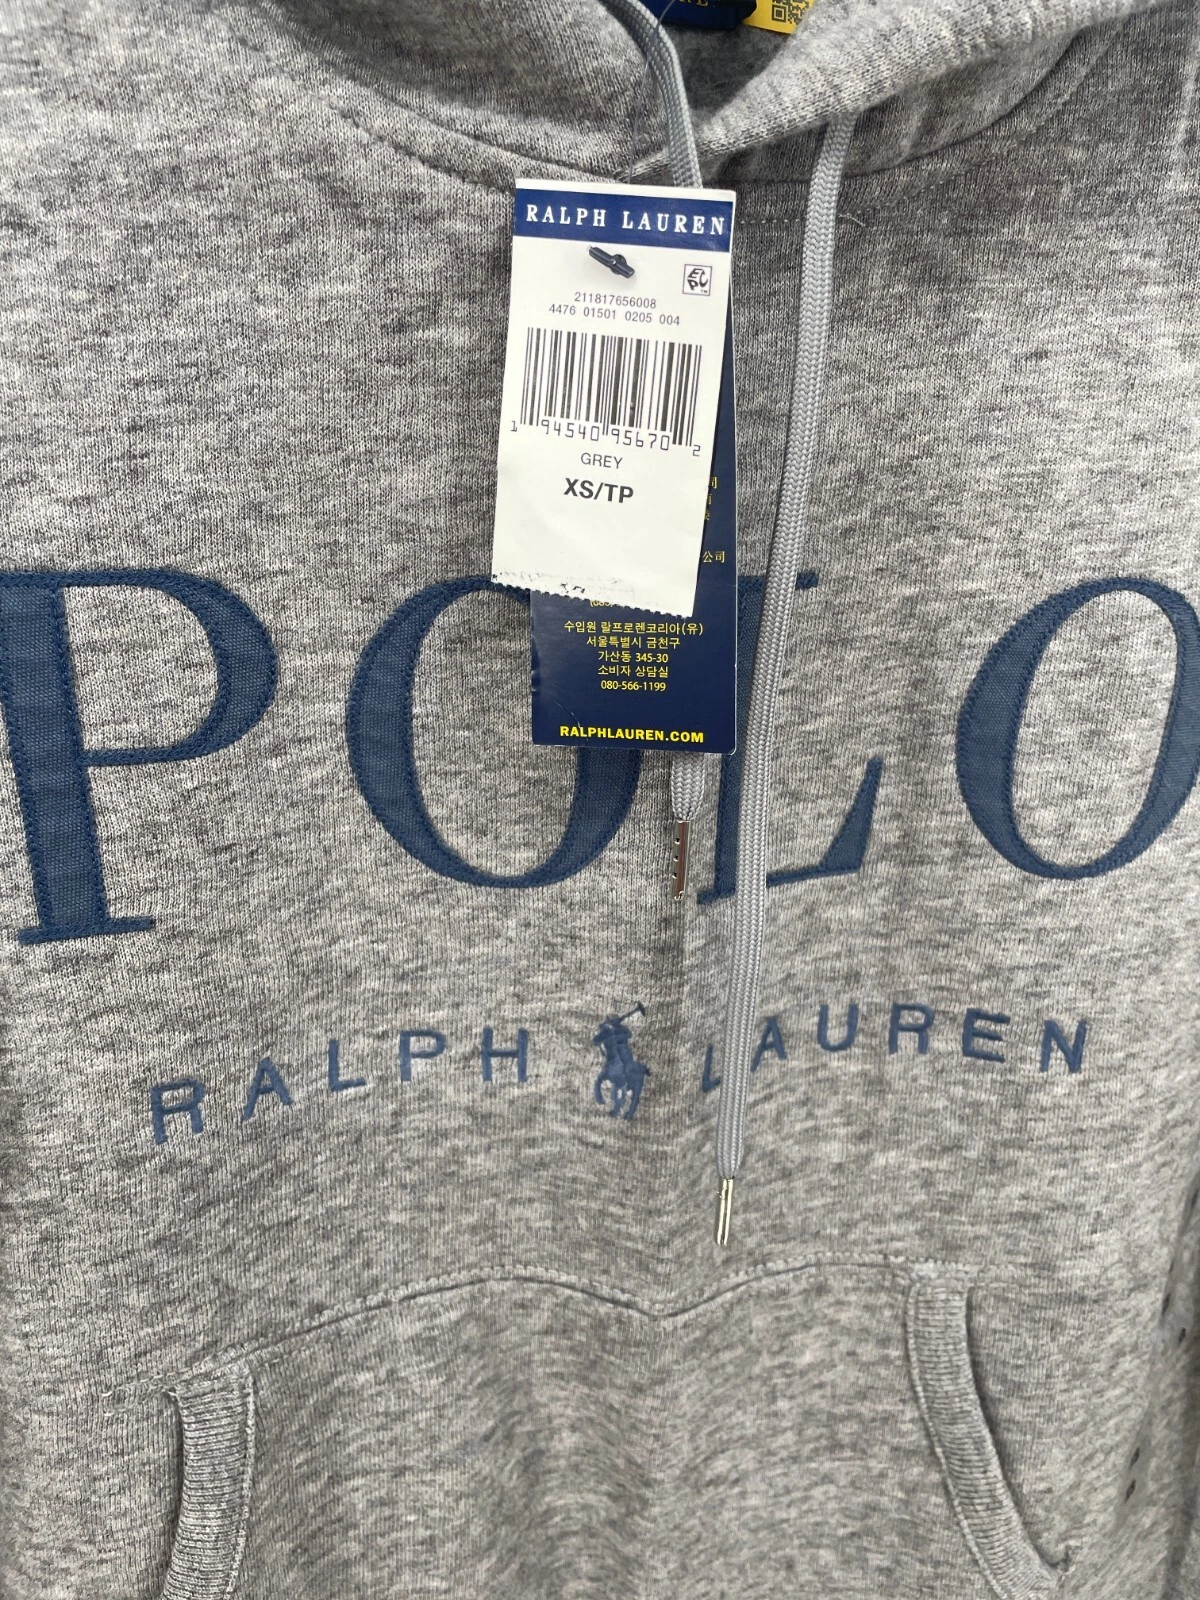 RALPH LAUREN
211817656008
4476 01501 0205 004
1 94540 95670 2
GREY
XS/TP
公司
수입원 랄프로렌코리아(유)
서울특별시 금천구
가산동 345-30
소비자 상담실
080-566-1199
RALPHLAUREN.COM
POLO
RALPH LAUREN